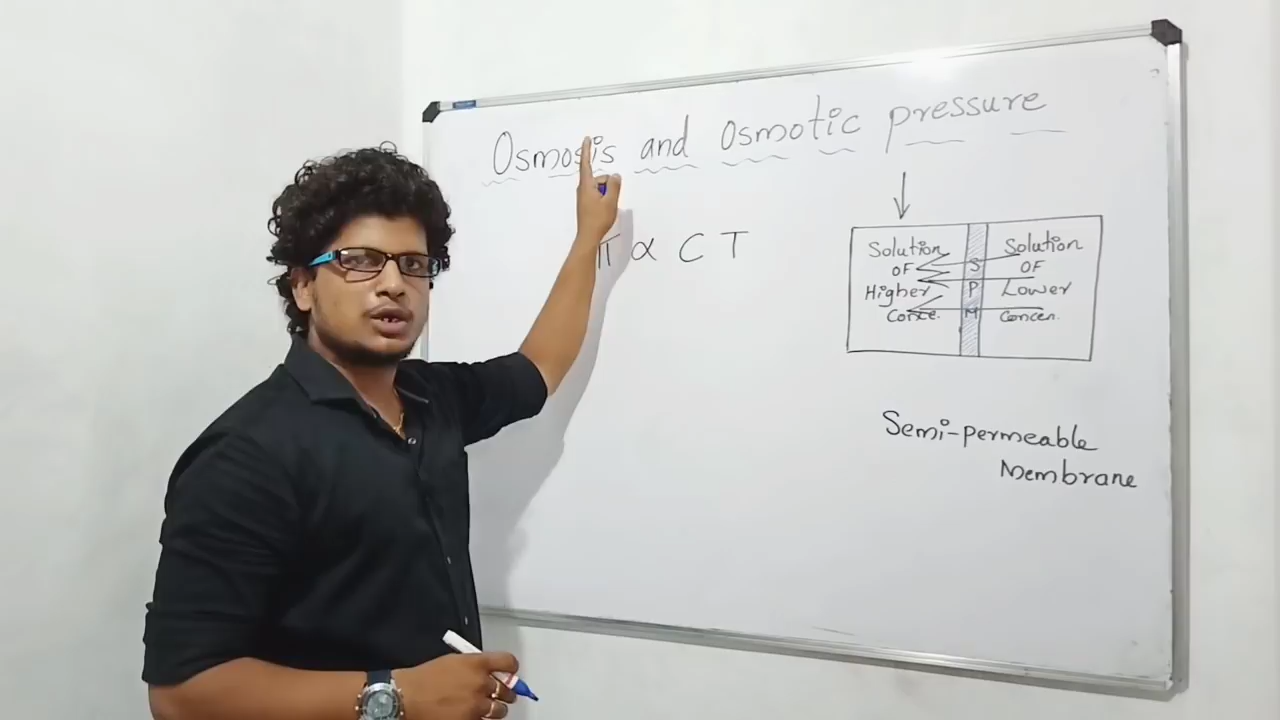 Osmosis and Osmotic pressure
π ∝ C T
Solution
OF
Higher
Conce.
S
P
M
Solution
OF
Lower
Concen.
Semi-permeable
Membrane